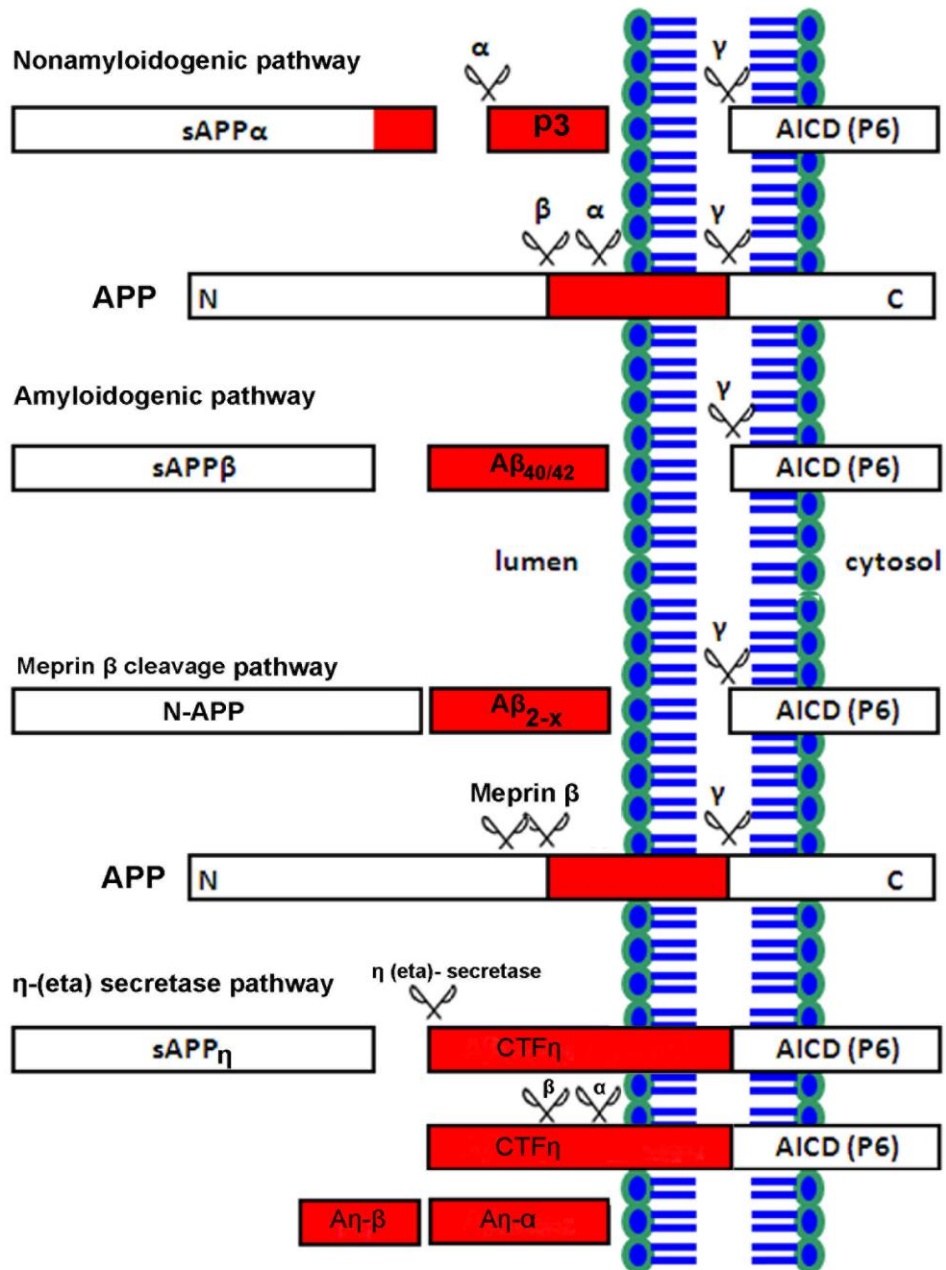 Nonamyloidogenic pathway
α
γ
sAPPα
p3
AICD (P6)
β
α
γ
APP
N
C
Amyloidogenic pathway
γ
sAPPβ
Aβ40/42
AICD (P6)
lumen
cytosol
γ
Meprin β cleavage pathway
N-APP
Aβ2-x
AICD (P6)
Meprin β
γ
APP
N
C
η-(eta) secretase pathway
η (eta)- secretase
sAPPη
CTFη
AICD (P6)
β
α
CTFη
AICD (P6)
Aη-β
Aη-α